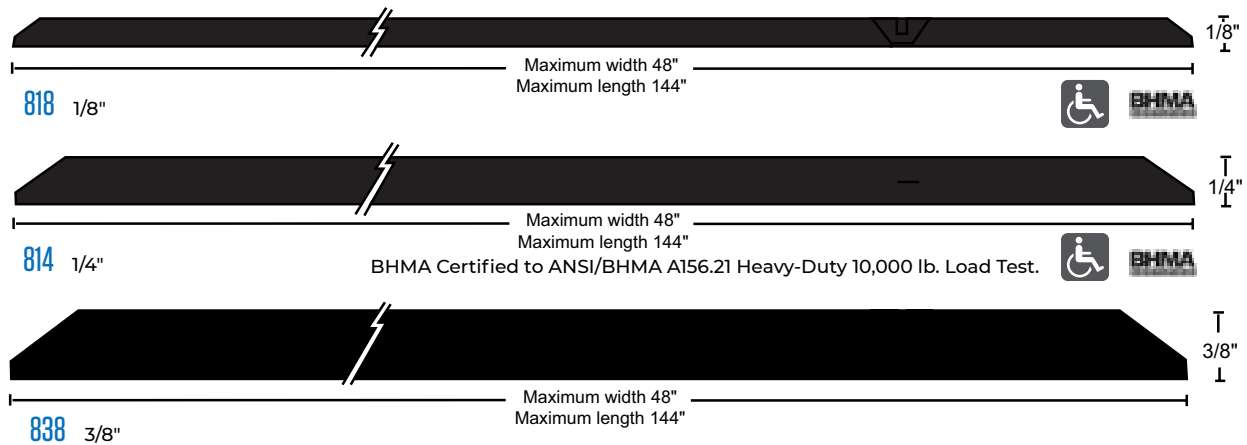 1/8"
Maximum width 48"
Maximum length 144"
818 1/8"
BHMA
1/4"
Maximum width 48"
Maximum length 144"
814 1/4"
BHMA Certified to ANSI/BHMA A156.21 Heavy-Duty 10,000 lb. Load Test.
BHMA
3/8"
Maximum width 48"
Maximum length 144"
838 3/8"